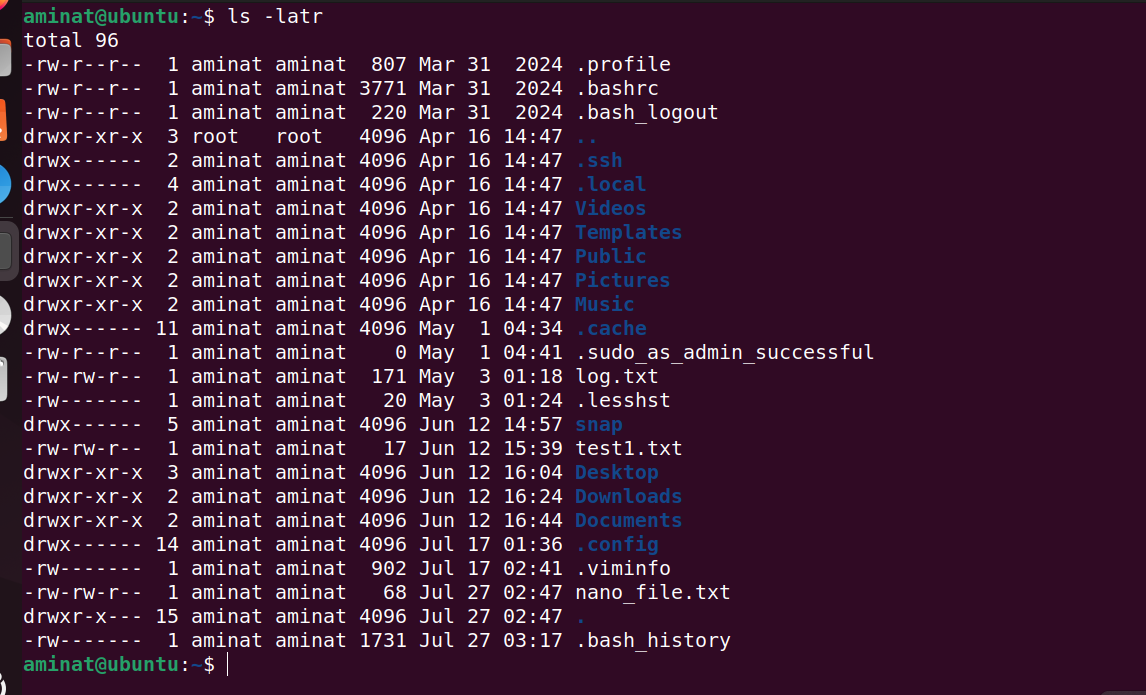 aminat@ubuntu:~$ ls -latr
total 96
-rw-r--r--  1 aminat aminat  807 Mar 31  2024 .profile
-rw-r--r--  1 aminat aminat 3771 Mar 31  2024 .bashrc
-rw-r--r--  1 aminat aminat  220 Mar 31  2024 .bash_logout
drwxr-xr-x  3 root   root   4096 Apr 16 14:47 ..
drwx------  2 aminat aminat 4096 Apr 16 14:47 .ssh
drwx------  4 aminat aminat 4096 Apr 16 14:47 .local
drwxr-xr-x  2 aminat aminat 4096 Apr 16 14:47 Videos
drwxr-xr-x  2 aminat aminat 4096 Apr 16 14:47 Templates
drwxr-xr-x  2 aminat aminat 4096 Apr 16 14:47 Public
drwxr-xr-x  2 aminat aminat 4096 Apr 16 14:47 Pictures
drwxr-xr-x  2 aminat aminat 4096 Apr 16 14:47 Music
drwx------ 11 aminat aminat 4096 May  1 04:34 .cache
-rw-r--r--  1 aminat aminat    0 May  1 04:41 .sudo_as_admin_successful
-rw-rw-r--  1 aminat aminat  171 May  3 01:18 log.txt
-rw-------  1 aminat aminat   20 May  3 01:24 .lesshst
drwx------  5 aminat aminat 4096 Jun 12 14:57 snap
-rw-rw-r--  1 aminat aminat   17 Jun 12 15:39 test1.txt
drwxr-xr-x  3 aminat aminat 4096 Jun 12 16:04 Desktop
drwxr-xr-x  2 aminat aminat 4096 Jun 12 16:24 Downloads
drwxr-xr-x  2 aminat aminat 4096 Jun 12 16:44 Documents
drwx------ 14 aminat aminat 4096 Jul 17 01:36 .config
-rw-------  1 aminat aminat  902 Jul 17 02:41 .viminfo
-rw-rw-r--  1 aminat aminat   68 Jul 27 02:47 nano_file.txt
drwxr-x--- 15 aminat aminat 4096 Jul 27 02:47 .
-rw-------  1 aminat aminat 1731 Jul 27 03:17 .bash_history
aminat@ubuntu:~$